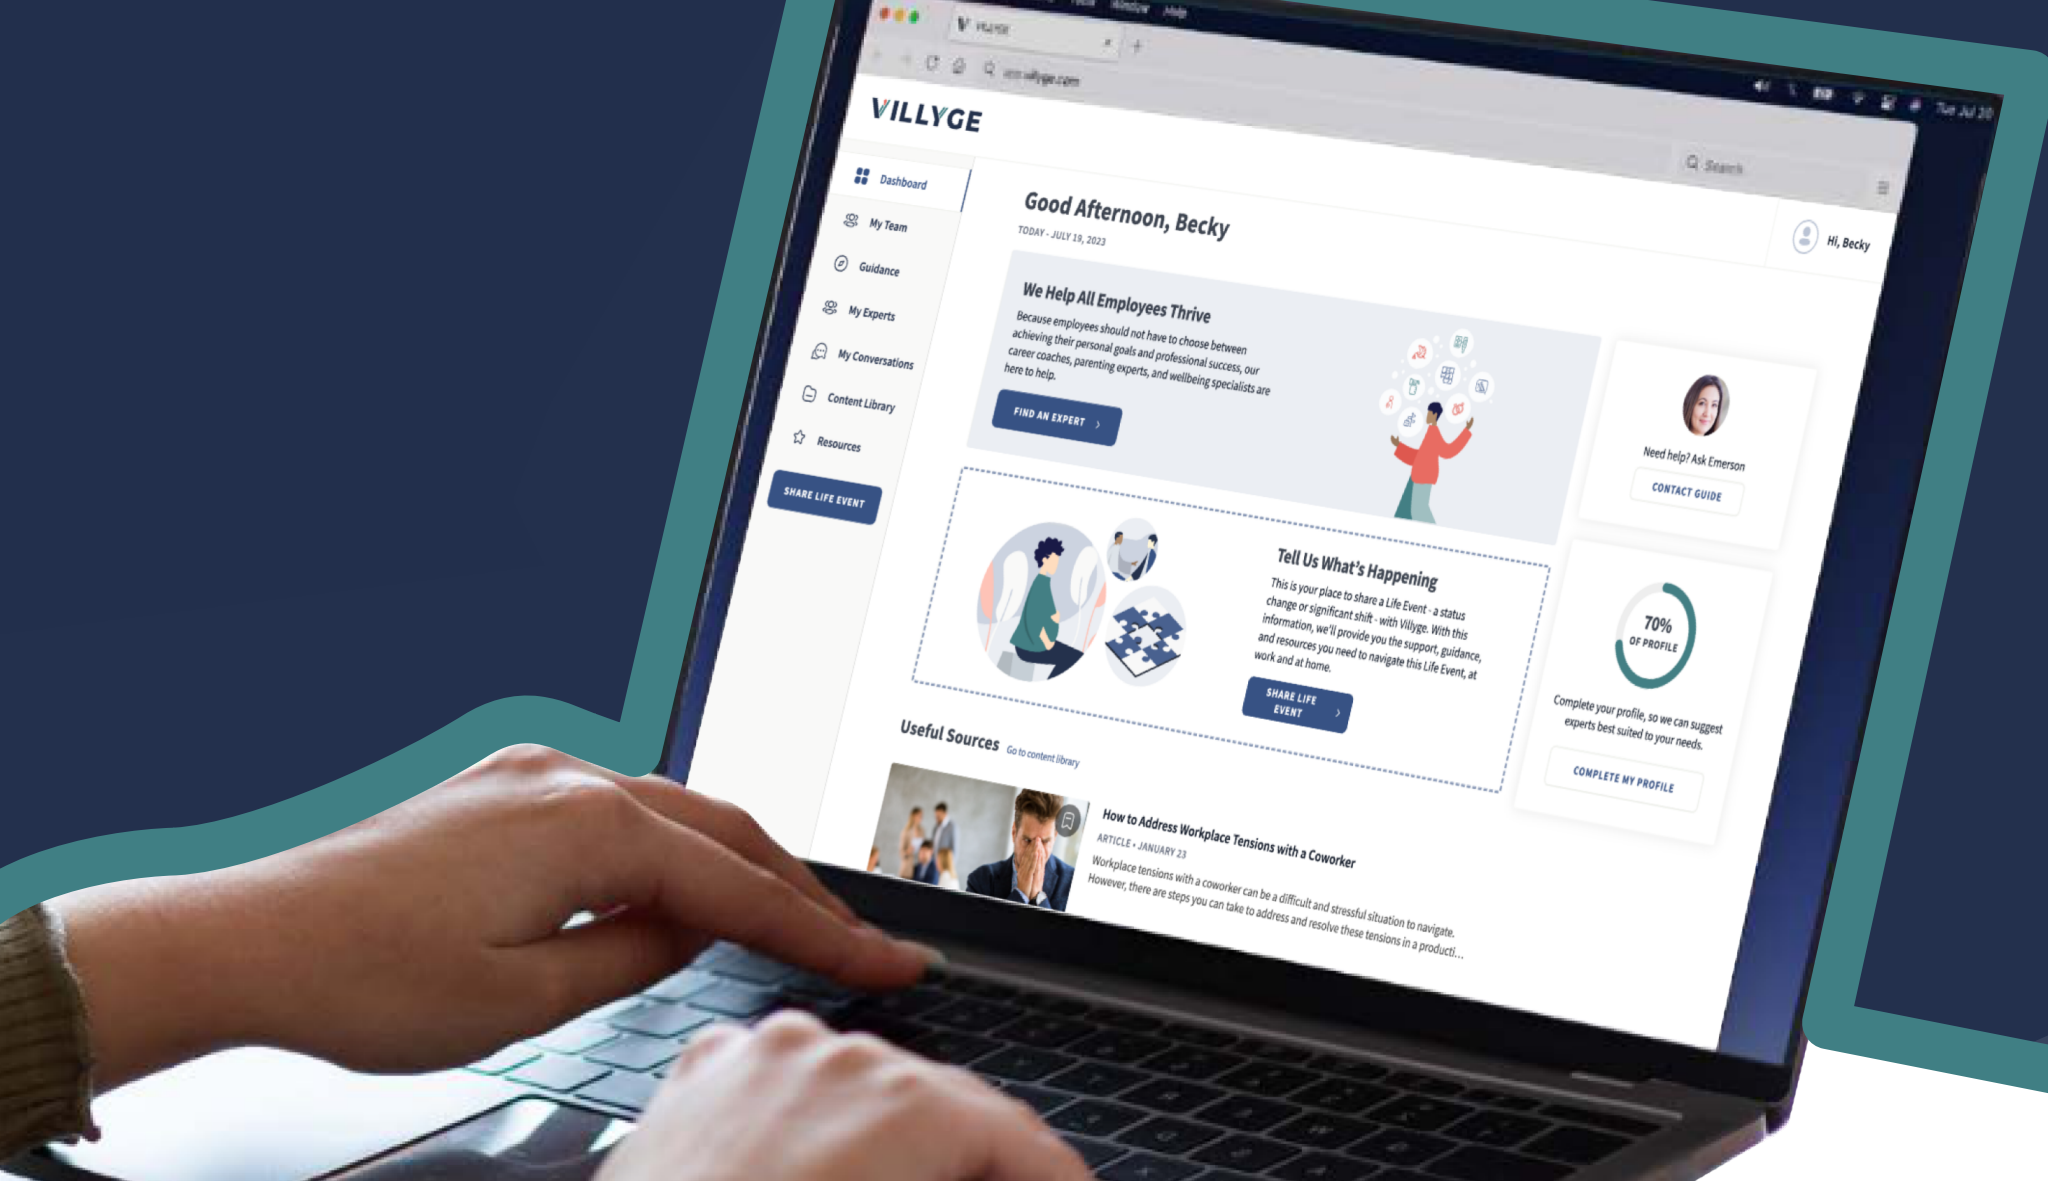 Window Help
Tue Jul 20
VILLYGE
villyge.com
Search
VILLYGE
Hi, Becky
Dashboard
My Team
Guidance
My Experts
My Conversations
Content Library
Resources
SHARE LIFE EVENT
Good Afternoon, Becky
TODAY - JULY 19, 2023
We Help All Employees Thrive
Because employees should not have to choose between
achieving their personal goals and professional success, our
career coaches, parenting experts, and wellbeing specialists are
here to help.
FIND AN EXPERT
Need help? Ask Emerson
CONTACT GUIDE
Tell Us What's Happening
This is your place to share a Life Event - a status
change or significant shift - with Villyge. With this
information, we'll provide you the support, guidance,
and resources you need to navigate this Life Event, at
work and at home.
SHARE LIFE
EVENT
70%
OF PROFILE
Complete your profile, so we can suggest
experts best suited to your needs.
COMPLETE MY PROFILE
Useful Sources Go to content library
How to Address Workplace Tensions with a Coworker
ARTICLE • JANUARY 23
Workplace tensions with a coworker can be a difficult and stressful situation to navigate.
However, there are steps you can take to address and resolve these tensions in a producti...